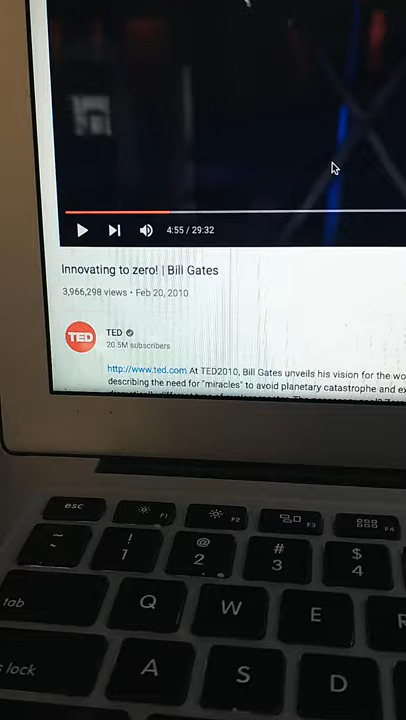 4:55 / 29:32
Innovating to zero! | Bill Gates
3,966,298 views • Feb 20, 2010
TED
TED
20.5M subscribers
http://www.ted.com At TED2010, Bill Gates unveils his vision for the wo
describing the need for "miracles" to avoid planetary catastrophe and ex
esc
F1
F2
F3
F4
~
`
!
1
@
2
#
3
$
4
tab
Q
W
E
R
s lock
A
S
D